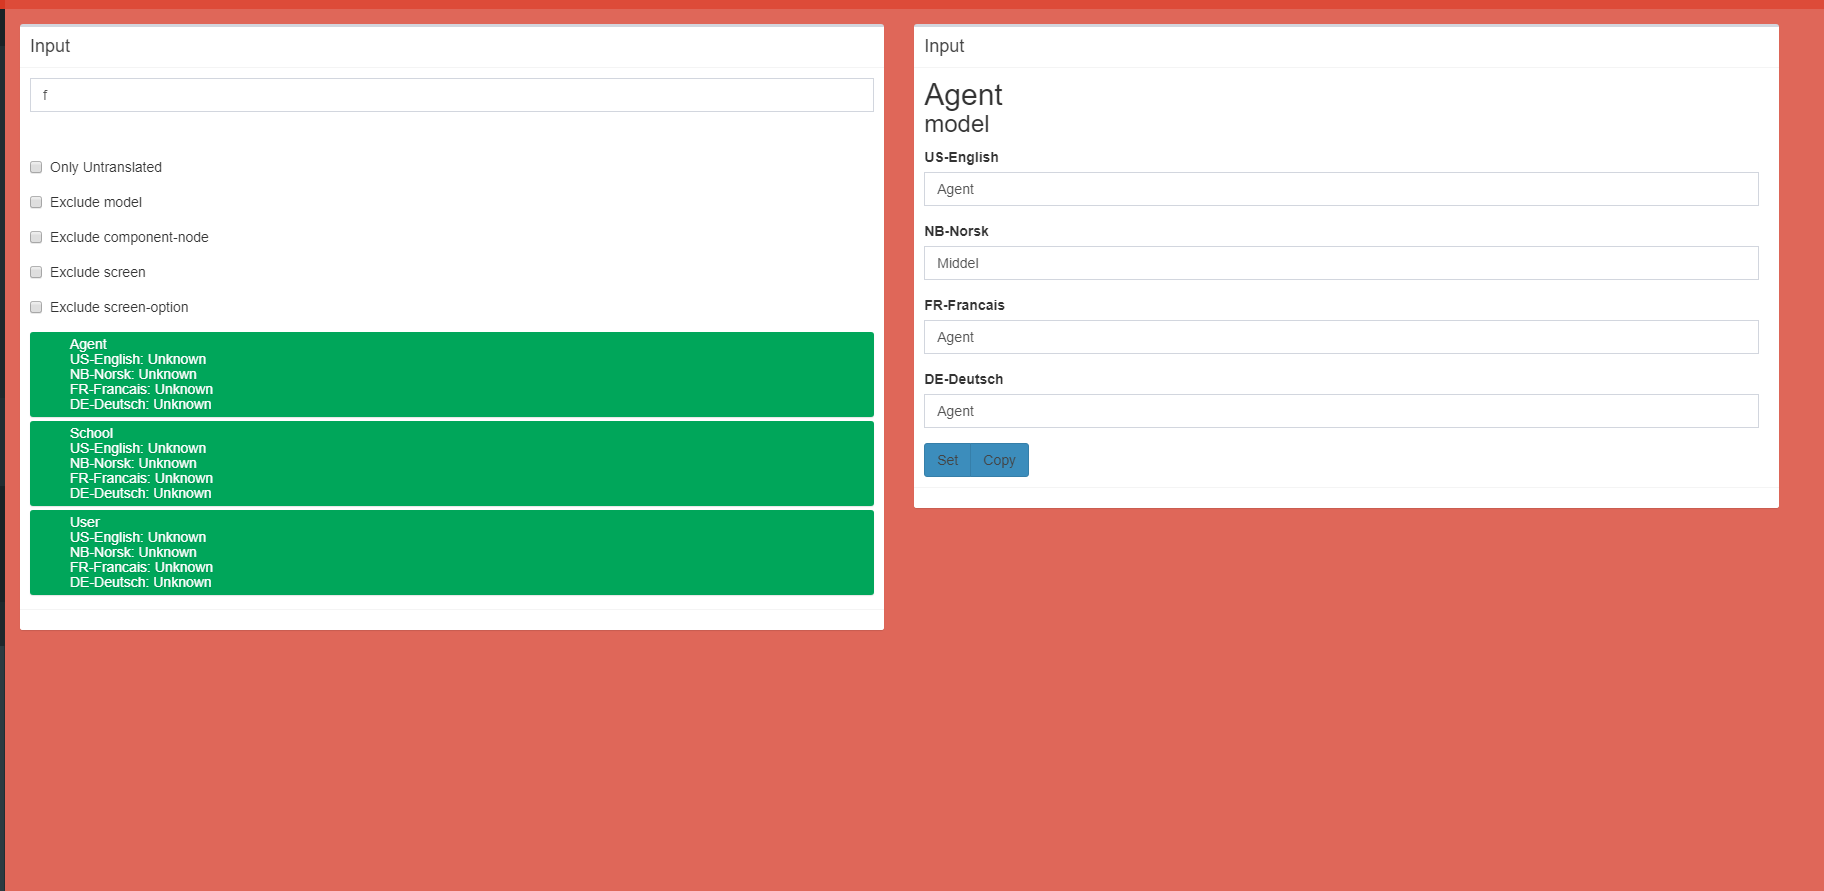 Input
f
Only Untranslated
Exclude model
Exclude component-node
Exclude screen
Exclude screen-option
Agent
US-English: Unknown
NB-Norsk: Unknown
FR-Francais: Unknown
DE-Deutsch: Unknown
School
US-English: Unknown
NB-Norsk: Unknown
FR-Francais: Unknown
DE-Deutsch: Unknown
User
US-English: Unknown
NB-Norsk: Unknown
FR-Francais: Unknown
DE-Deutsch: Unknown
Input
Agent
model
US-English
Agent
NB-Norsk
Middel
FR-Francais
Agent
DE-Deutsch
Agent
Set Copy